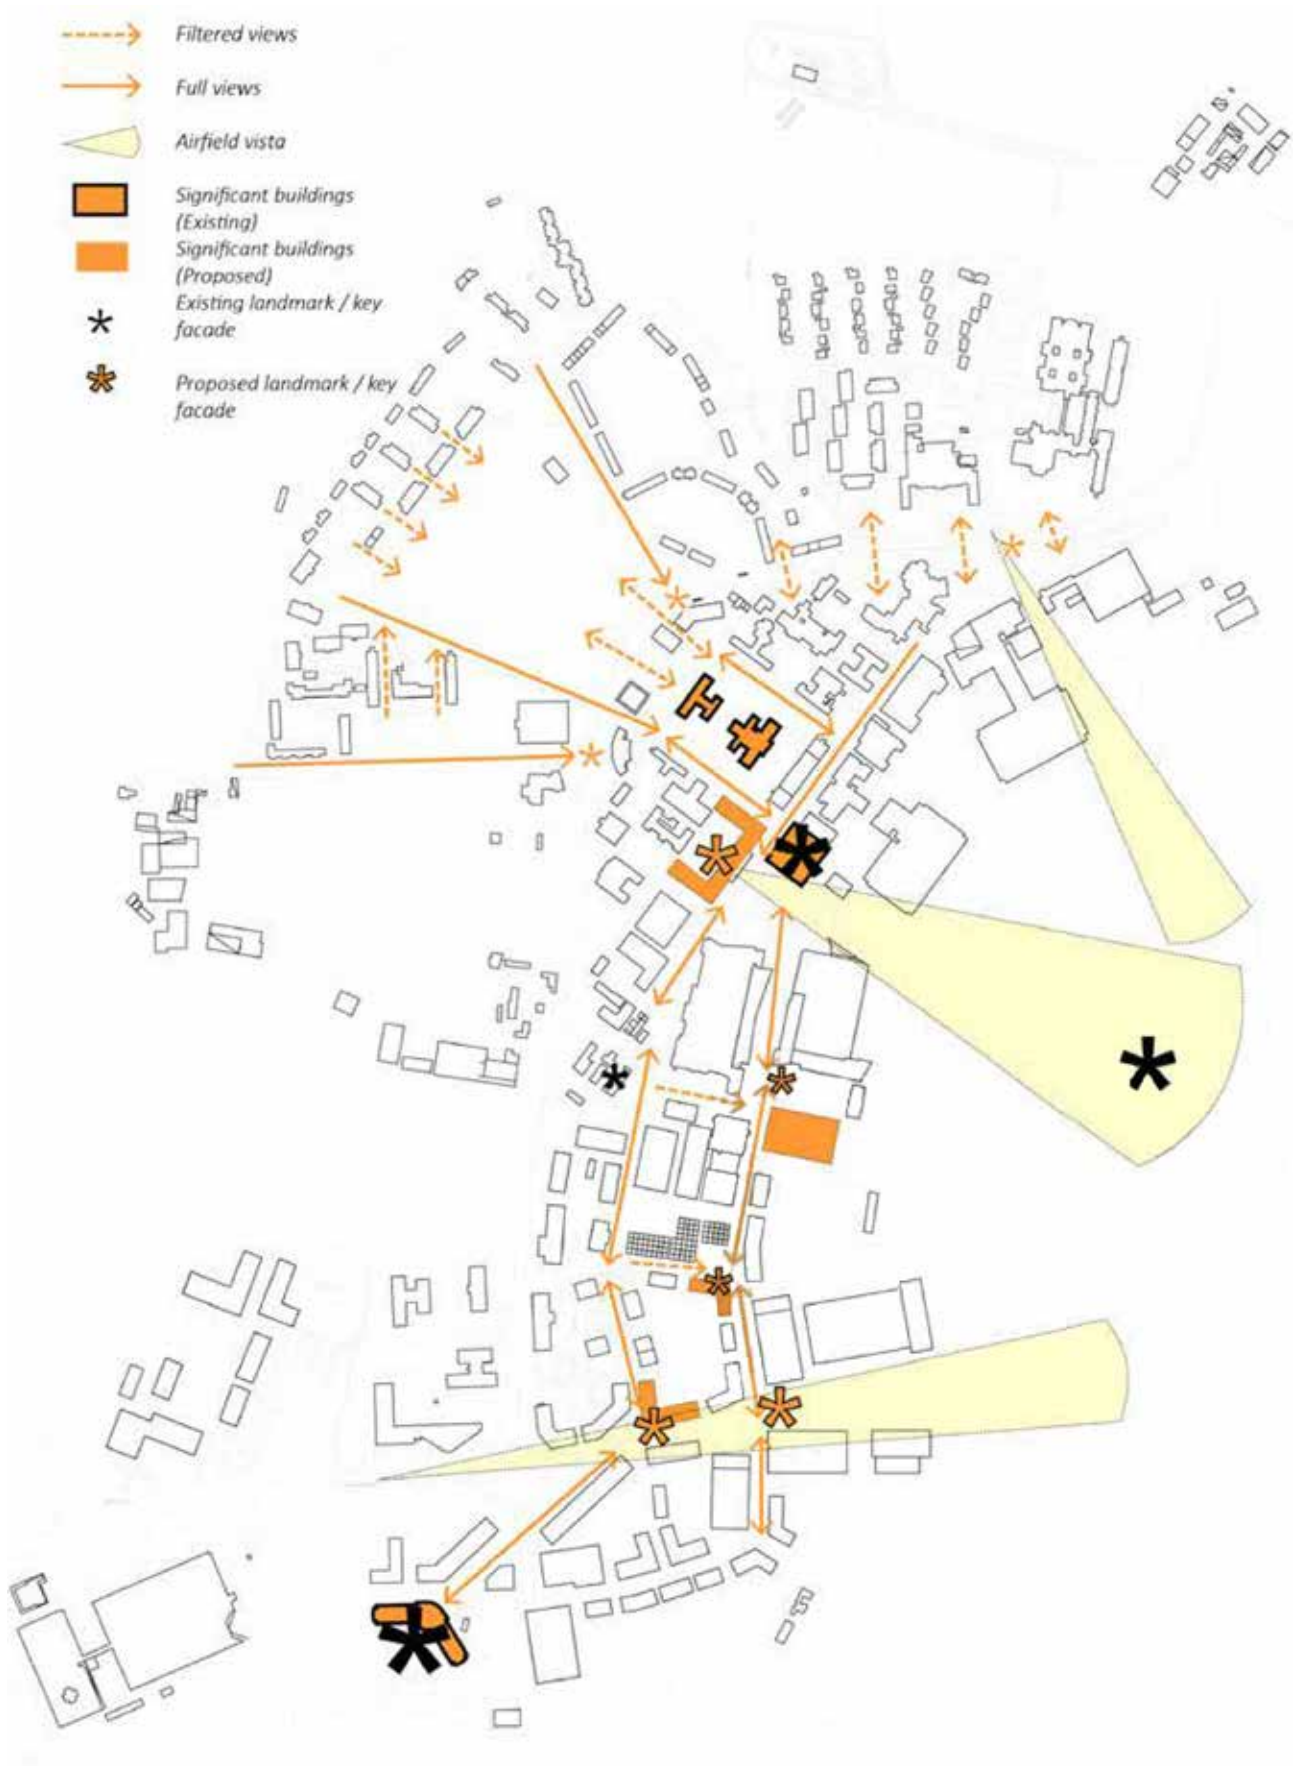 Filtered views
Full views
Airfield vista
Significant buildings
(Existing)
Significant buildings
(Proposed)
Existing landmark / key
facade
Proposed landmark / key
facade